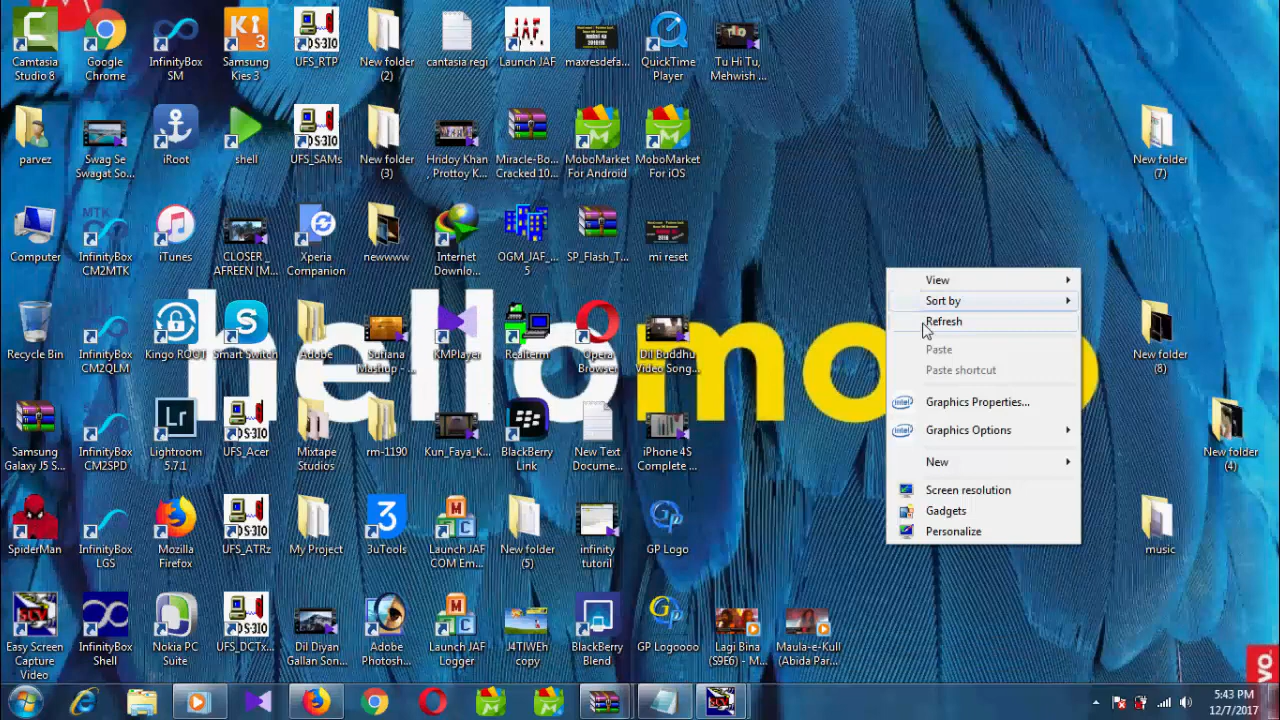 Camtasia
Studio 8
Google
Chrome
InfinityBox
SM
Samsung
Kies 3
UFS_RTP
New folder
(2)
cantasia regi
Launch JAF
maxresdefa...
QuickTime
Player
Tu Hi Tu,
Mehwish ...
parvez
Swag Se
Swagat So...
iRoot
shell
UFS_SAMs
New folder
(3)
Hridoy Khan
, Prottoy K...
Miracle-Bo...
Cracked 10...
MoboMarket
For Android
MoboMarket
For iOS
New folder
(7)
Computer
InfinityBox
CM2MTK
iTunes
CLOSER _
AFREEN [M...
Xperia
Companion
newwww
Internet
Downlo...
OGM_JAF_...
5
SP_Flash_T...
mi reset
hellomoto
Recycle Bin
InfinityBox
CM2QLM
Kingo ROOT
Smart Switch
Adobe
Suriana
Mashup - ...
KMPlayer
Realterm
Opera
Browser
Dil Buddhu
Video Song...
New folder
(8)
Samsung
Galaxy J5 S...
InfinityBox
CM2SPD
Lightroom
5.7.1
UFS_Acer
Mixtape
Studios
rm-1190
Kun_Faya_K...
BlackBerry
Link
New Text
Docume...
iPhone 4S
Complete ...
New folder
(4)
SpiderMan
InfinityBox
LGS
Mozilla
Firefox
UFS_ATRz
My Project
3uTools
Launch JAF
COM Em...
New folder
(5)
infinity
tutoril
GP Logo
music
Easy Screen
Capture
Video
InfinityBox
Shell
Nokia PC
Suite
UFS_DCTx...
Dil Diyan
Gallan Son...
Adobe
Photosh...
Launch JAF
Logger
J4TIWEh
copy
BlackBerry
Blend
GP Logoooo
Lagi Bina
(S9E6) - M...
Maula-e-Kull
(Abida Par...
View
Sort by
Refresh
Paste
Paste shortcut
Graphics Properties...
Graphics Options
New
Screen resolution
Gadgets
Personalize
5:43 PM
12/7/2017